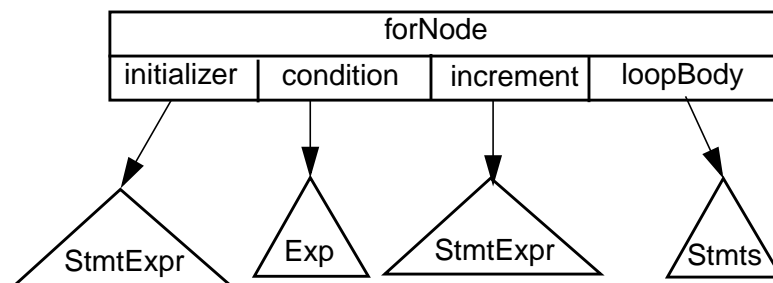 forNode
initializer condition increment loopBody
StmtExpr Exp StmtExpr Stmts